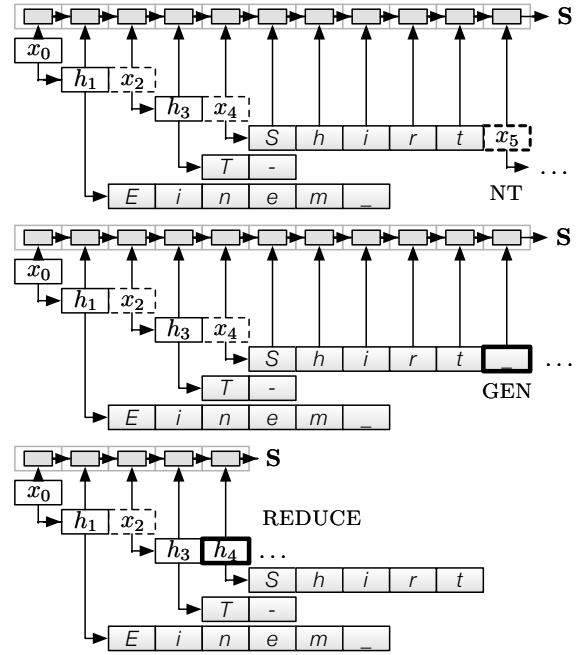 S
x0
h1 x2
h3 x4
S h i r t x5
T - ...
NT
E i n e m _
S
x0
h1 x2
h3 x4
S h i r t _ ...
T - GEN
E i n e m _
S
x0
h1 x2 REDUCE
h3 h4 ...
S h i r t
T -
E i n e m _